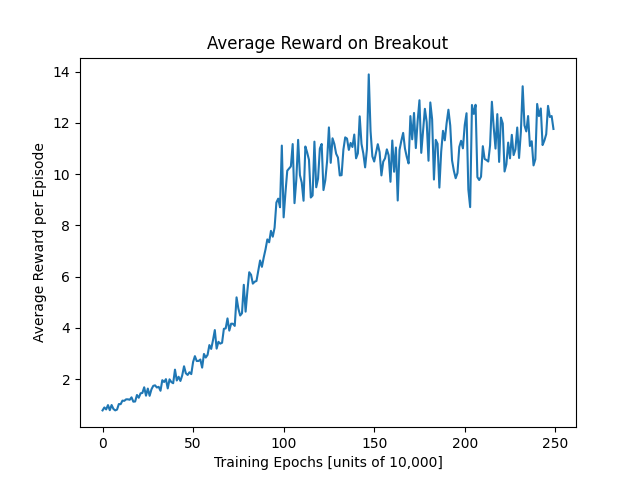 Average Reward on Breakout
14
12
10
8
6
4
2
Average Reward per Episode
0 50 100 150 200 250
Training Epochs [units of 10,000]